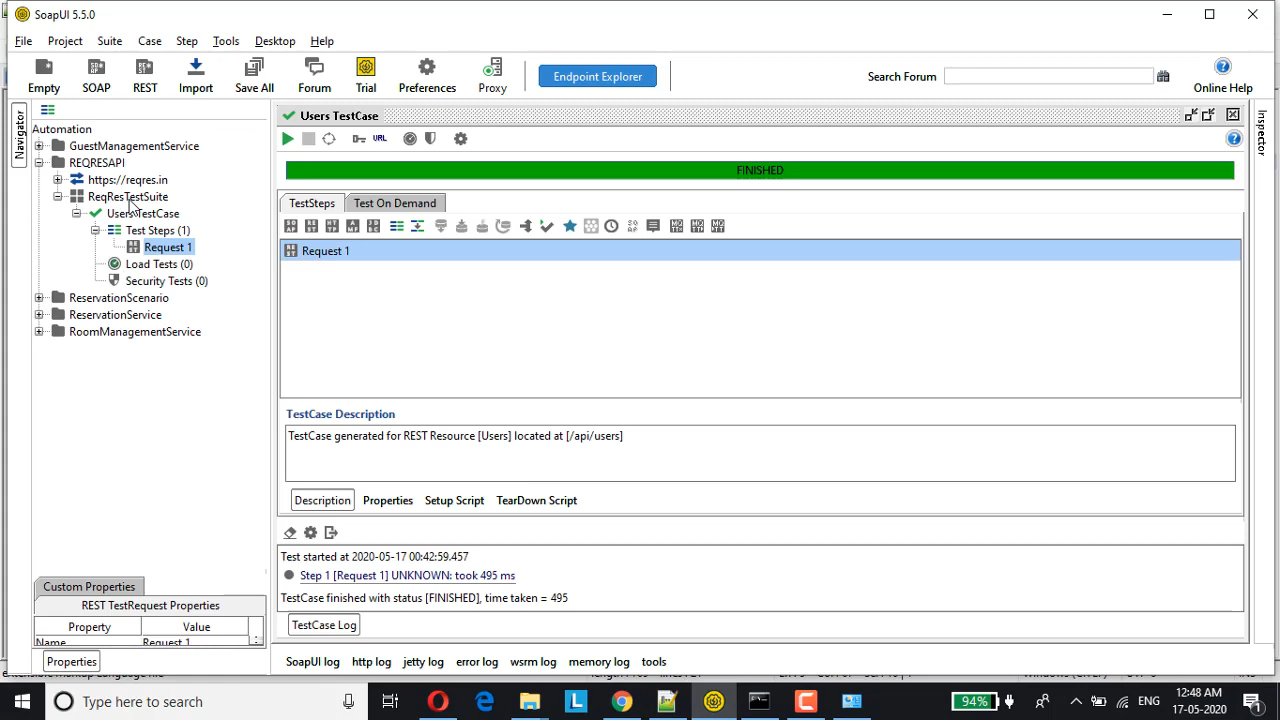 SoapUI 5.5.0
File Project Suite Case Step Tools Desktop Help
Empty SOAP REST Import Save All Forum Trial Preferences Proxy Endpoint Explorer Search Forum Online Help
Navigator
Automation
GuestManagementService
REQRESAPI
https://reqres.in
ReqResTestSuite
Users TestCase
Test Steps (1)
Request 1
Load Tests (0)
Security Tests (0)
ReservationScenario
ReservationService
RoomManagementService
Custom Properties
REST TestRequest Properties
Property Value
Name Request 1
Properties
Users TestCase
URL
FINISHED
TestSteps Test On Demand
Request 1
TestCase Description
TestCase generated for REST Resource [Users] located at [/api/users]
Description Properties Setup Script TearDown Script
Test started at 2020-05-17 00:42:59.457
Step 1 [Request 1] UNKNOWN: took 495 ms
TestCase finished with status [FINISHED], time taken = 495
TestCase Log
SoapUI log http log jetty log error log wsrm log memory log tools
Inspector
Type here to search
94% ENG
12:48 AM
17-05-2020